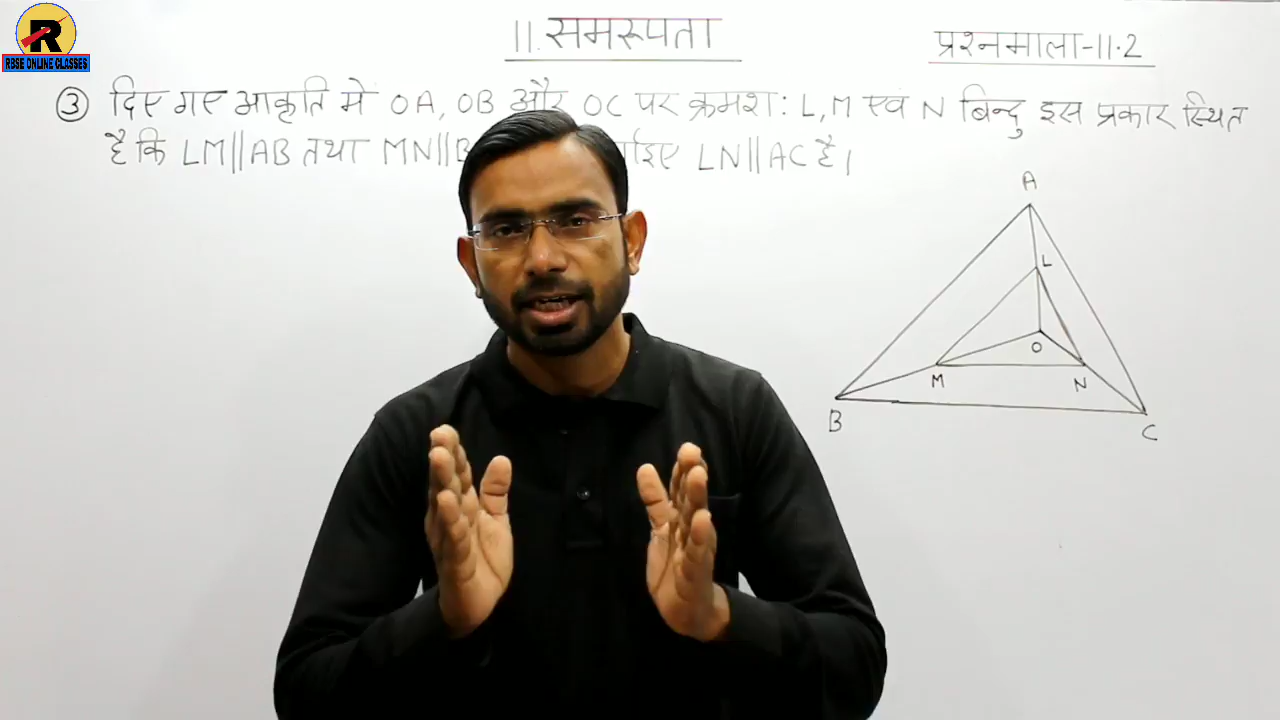 R
RBSE ONLINE CLASSES
11. समरूपता
प्रश्नमाला-11.2
③ दिए गए आकृति में OA, OB और OC पर क्रमश: L, M एवं N बिन्दु इस प्रकार स्थित
है कि LM||AB तथा MN||B LN||AC है।
A
L
O
M
N
B
C